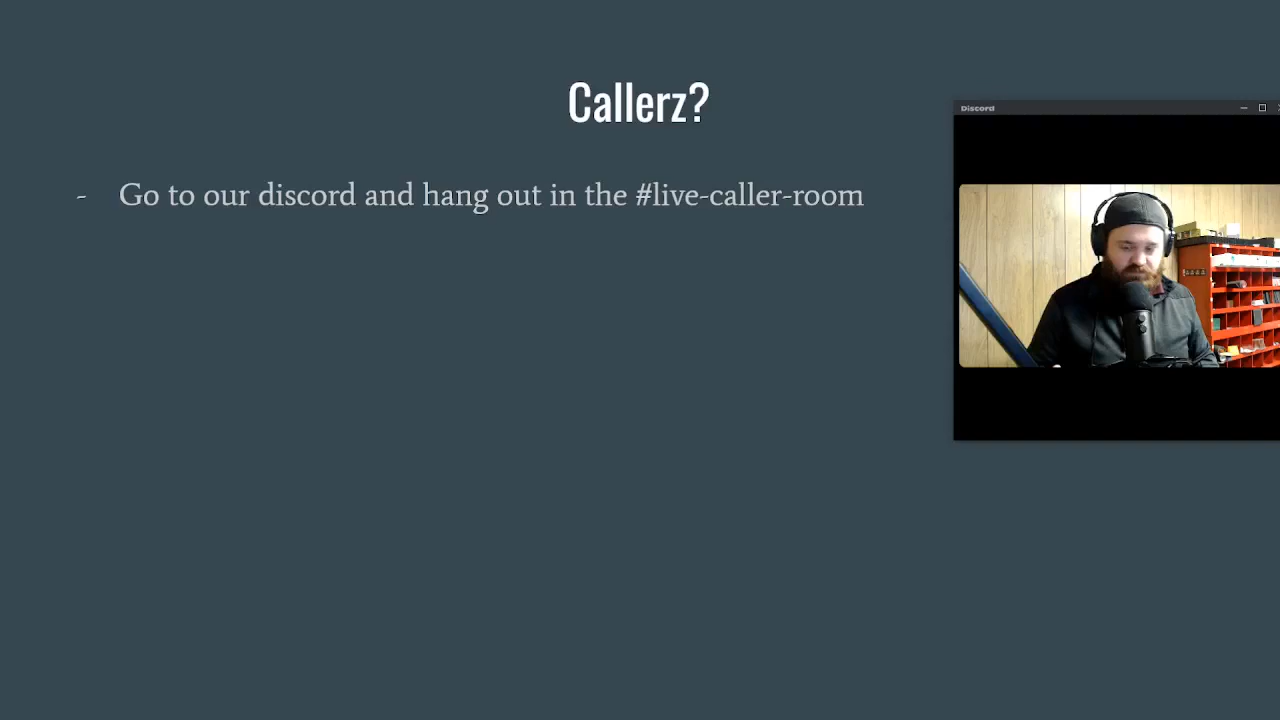 Callerz?
Discord
- Go to our discord and hang out in the #live-caller-room